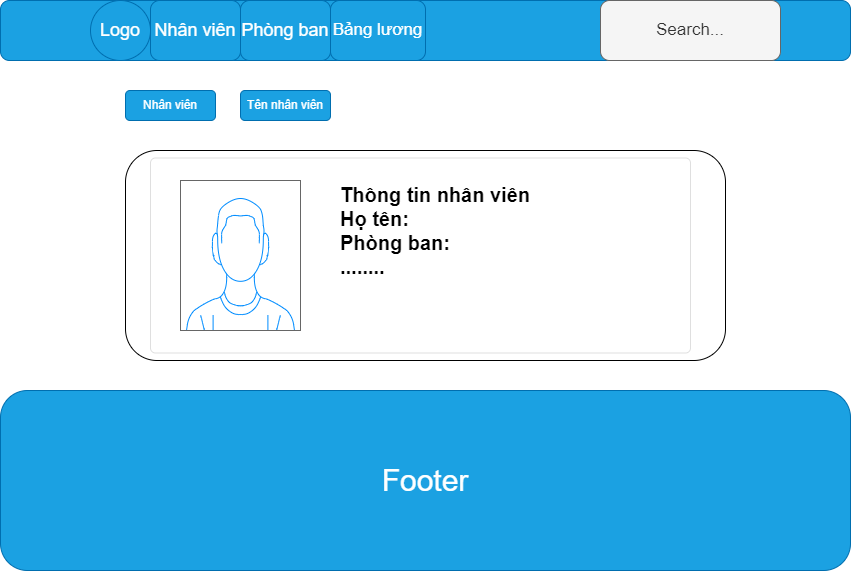 Logo Nhân viên Phòng ban Bảng lương Search...
Nhân viên Tên nhân viên
Thông tin nhân viên
Họ tên:
Phòng ban:
........
Footer